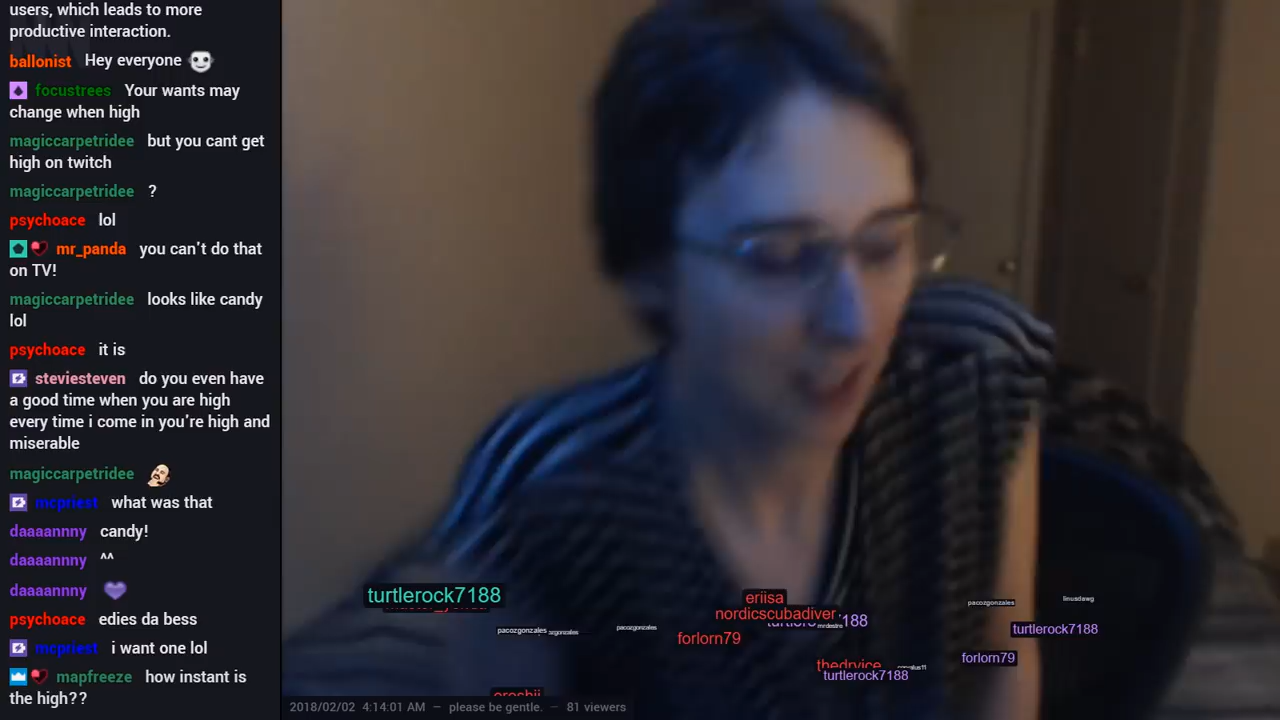 users, which leads to more
productive interaction.
ballonist Hey everyone
focustrees Your wants may
change when high
magiccarpetridee but you cant get
high on twitch
magiccarpetridee ?
psychoace lol
mr_panda you can't do that
on TV!
magiccarpetridee looks like candy
lol
psychoace it is
steviesteven do you even have
a good time when you are high
every time i come in you're high and
miserable
magiccarpetridee
mcpriest what was that
daaaannny candy!
daaaannny ^^
daaaannny
psychoace edies da bess
mcpriest i want one lol
mapfreeze how instant is
the high??
turtlerock7188
eriisa
nordicscubadiver
pacozgonzales
linusdawg
pacozgonzales
pacozgonzales
turtlerock7188
forlorn79
forlorn79
thedrvice
turtlerock7188
2018/02/02 4:14:01 AM – please be gentle. – 81 viewers